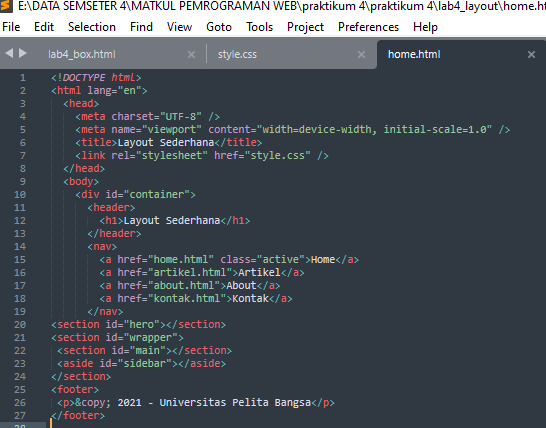 E:\DATA SEMSETER 4\MATKUL PEMROGRAMAN WEB\praktikum 4\praktikum 4\lab4_layout\home.h
File Edit Selection Find View Goto Tools Project Preferences Help
lab4_box.html × style.css × home.html ×
1 <!DOCTYPE html>
2 <html lang="en">
3 <head>
4 <meta charset="UTF-8" />
5 <meta name="viewport" content="width=device-width, initial-scale=1.0" />
6 <title>Layout Sederhana</title>
7 <link rel="stylesheet" href="style.css" />
8 </head>
9 <body>
10 <div id="container">
11 <header>
12 <h1>Layout Sederhana</h1>
13 </header>
14 <nav>
15 <a href="home.html" class="active">Home</a>
16 <a href="artikel.html">Artikel</a>
17 <a href="about.html">About</a>
18 <a href="kontak.html">Kontak</a>
19 </nav>
20 <section id="hero"></section>
21 <section id="wrapper">
22 <section id="main"></section>
23 <aside id="sidebar"></aside>
24 </section>
25 <footer>
26 <p>&copy; 2021 - Universitas Pelita Bangsa</p>
27 </footer>
28